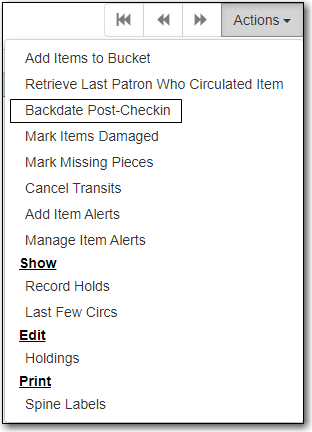 Actions
Add Items to Bucket
Retrieve Last Patron Who Circulated Item
Backdate Post-Checkin
Mark Items Damaged
Mark Missing Pieces
Cancel Transits
Add Item Alerts
Manage Item Alerts
Show
Record Holds
Last Few Circs
Edit
Holdings
Print
Spine Labels